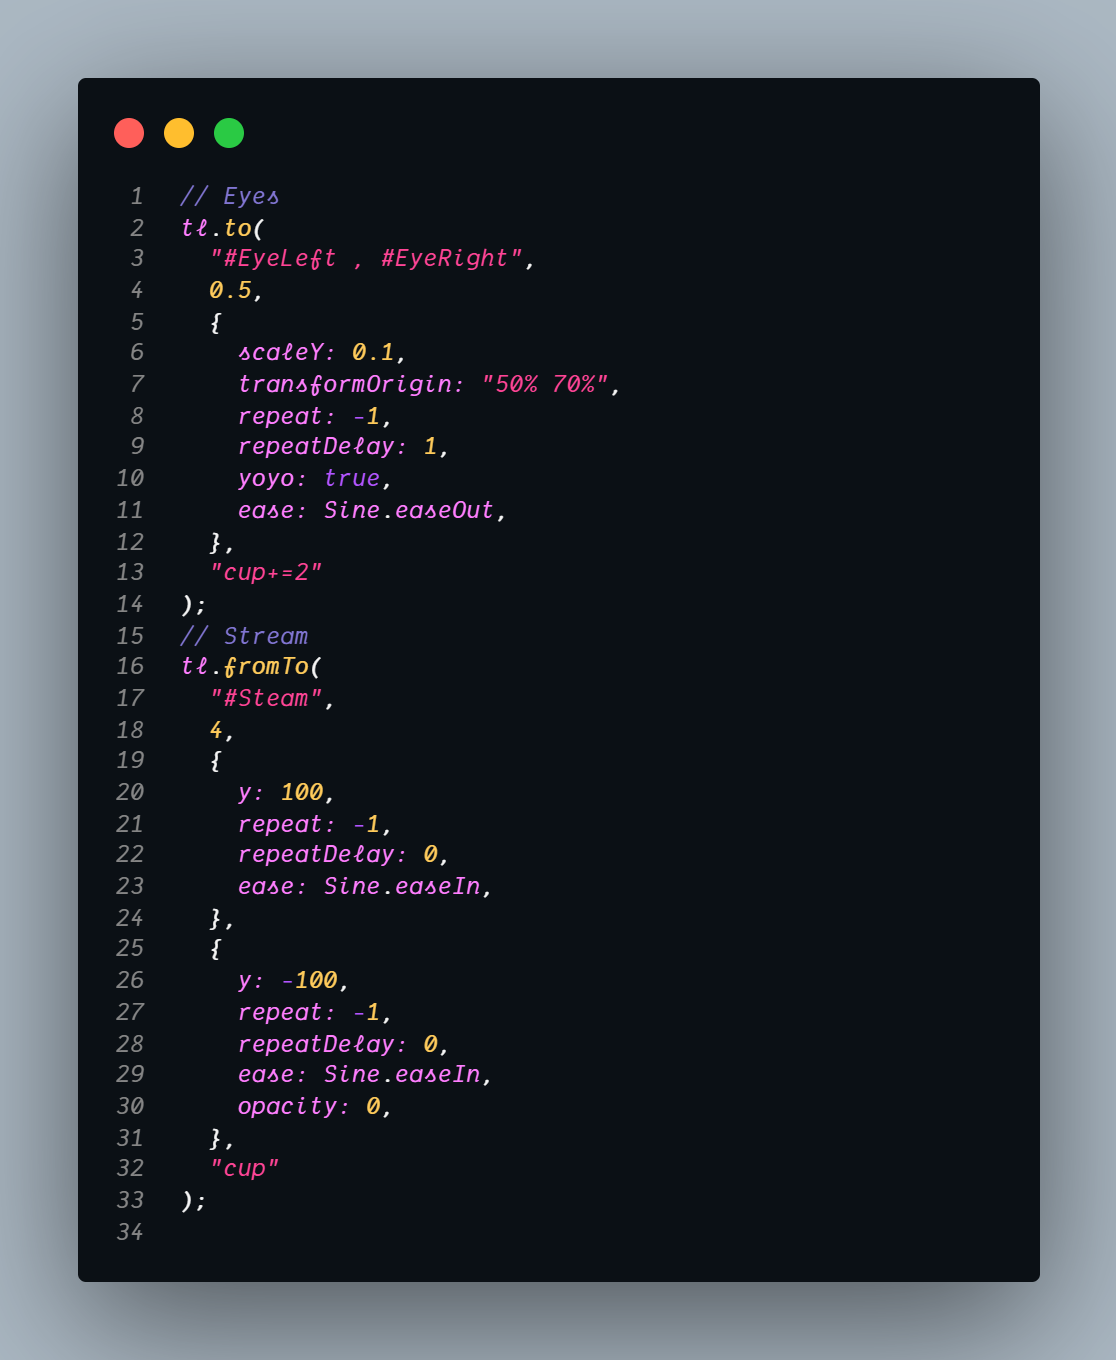 1 // Eyes
2 tl.to(
3   "#EyeLeft , #EyeRight",
4   0.5,
5   {
6     scaleY: 0.1,
7     transformOrigin: "50% 70%",
8     repeat: -1,
9     repeatDelay: 1,
10     yoyo: true,
11     ease: Sine.easeOut,
12   },
13   "cup+=2"
14 );
15 // Stream
16 tl.fromTo(
17   "#Steam",
18   4,
19   {
20     y: 100,
21     repeat: -1,
22     repeatDelay: 0,
23     ease: Sine.easeIn,
24   },
25   {
26     y: -100,
27     repeat: -1,
28     repeatDelay: 0,
29     ease: Sine.easeIn,
30     opacity: 0,
31   },
32   "cup"
33 );
34